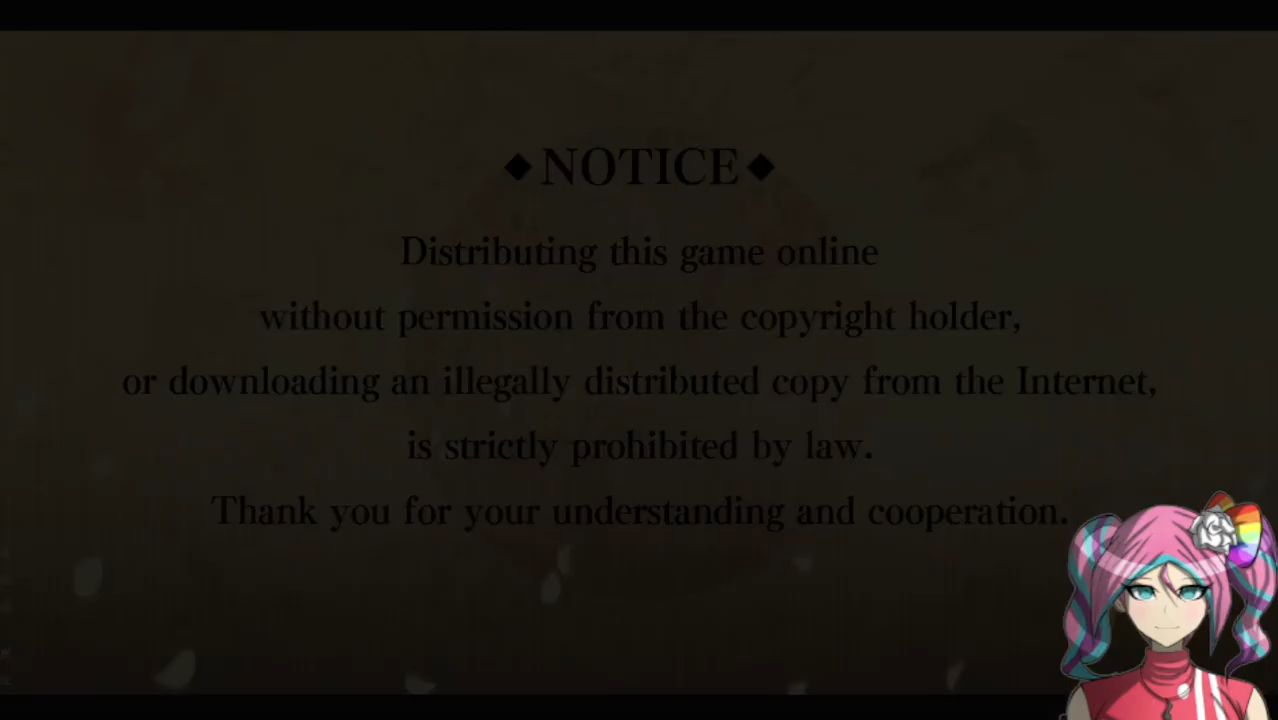 ◆NOTICE◆
Distributing this game online
without permission from the copyright holder,
or downloading an illegally distributed copy from the Internet,
is strictly prohibited by law.
Thank you for your understanding and cooperation.